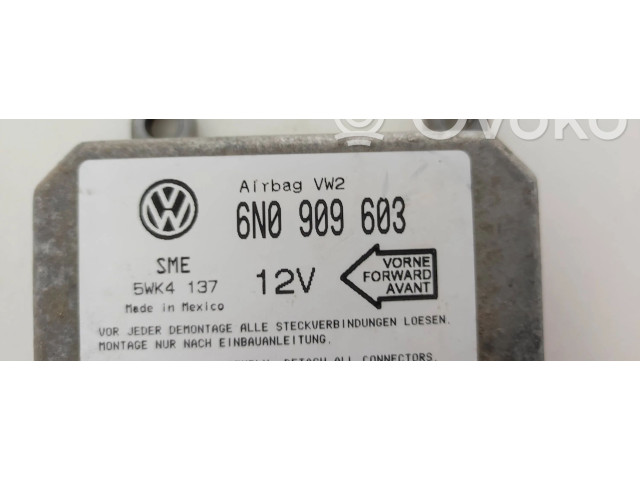 OVOKO
Airbag VW2
6N0 909 603
SME
5WK4 137
Made in Mexico
12V
VORNE
FORWARD
AVANT
VOR JEDER DEMONTAGE ALLE STECKVERBINDUNGEN LOESEN.
MONTAGE NUR NACH EINBAUANLEITUNG.
DETACH ALL CONNECTORS.